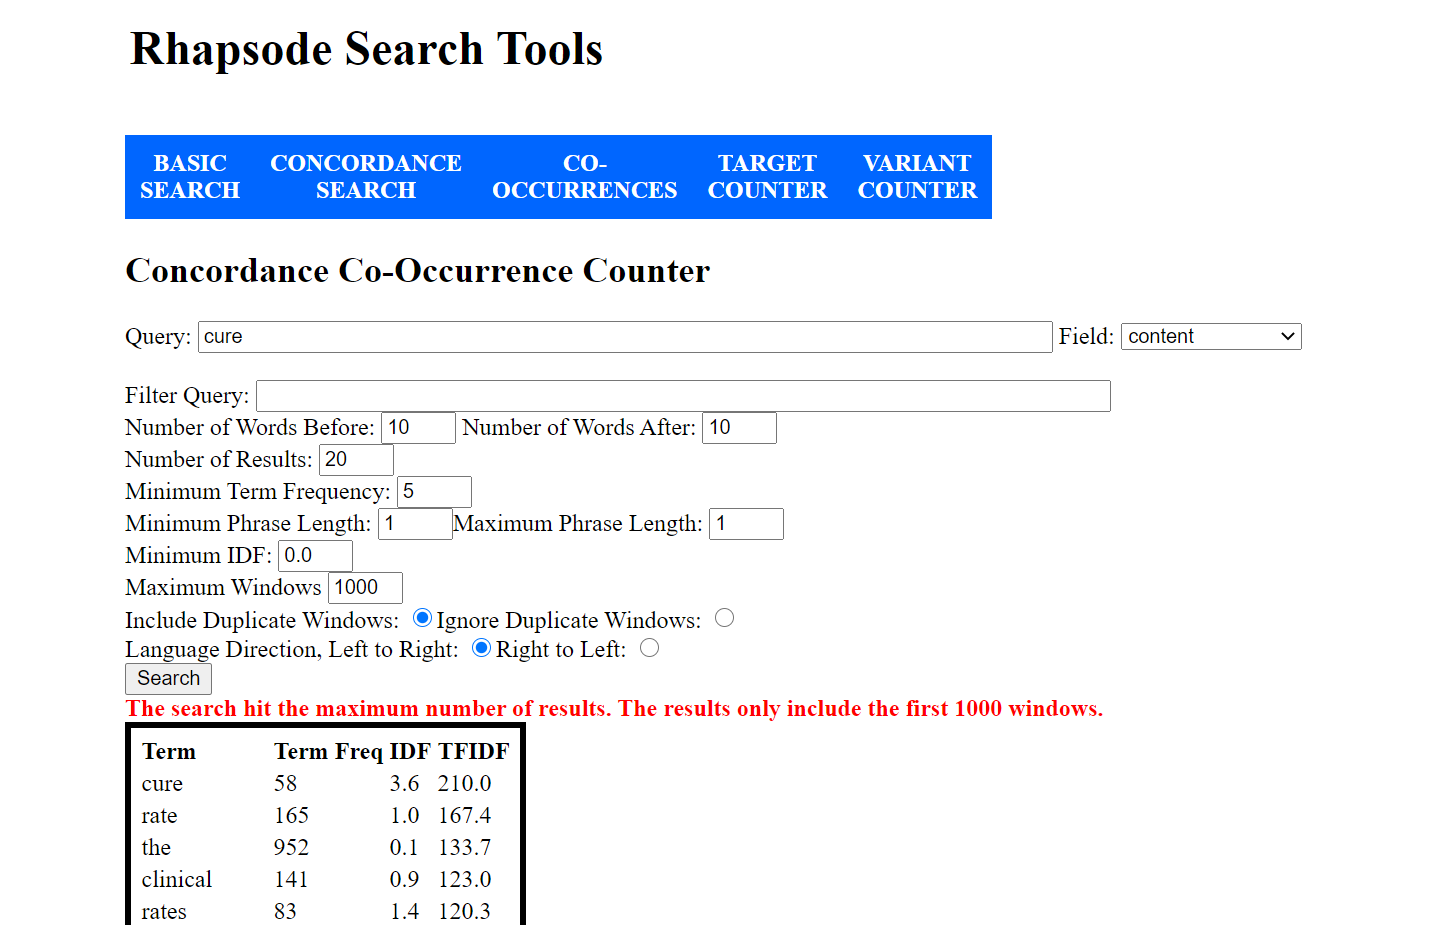 Rhapsode Search Tools
BASIC SEARCH
CONCORDANCE SEARCH
CO-OCCURRENCES
TARGET COUNTER
VARIANT COUNTER
Concordance Co-Occurrence Counter
Query: cure Field: content
Filter Query:
Number of Words Before: 10 Number of Words After: 10
Number of Results: 20
Minimum Term Frequency: 5
Minimum Phrase Length: 1 Maximum Phrase Length: 1
Minimum IDF: 0.0
Maximum Windows 1000
Include Duplicate Windows: Ignore Duplicate Windows:
Language Direction, Left to Right: Right to Left:
Search
The search hit the maximum number of results. The results only include the first 1000 windows.
Term Term Freq IDF TFIDF
cure 58 3.6 210.0
rate 165 1.0 167.4
the 952 0.1 133.7
clinical 141 0.9 123.0
rates 83 1.4 120.3